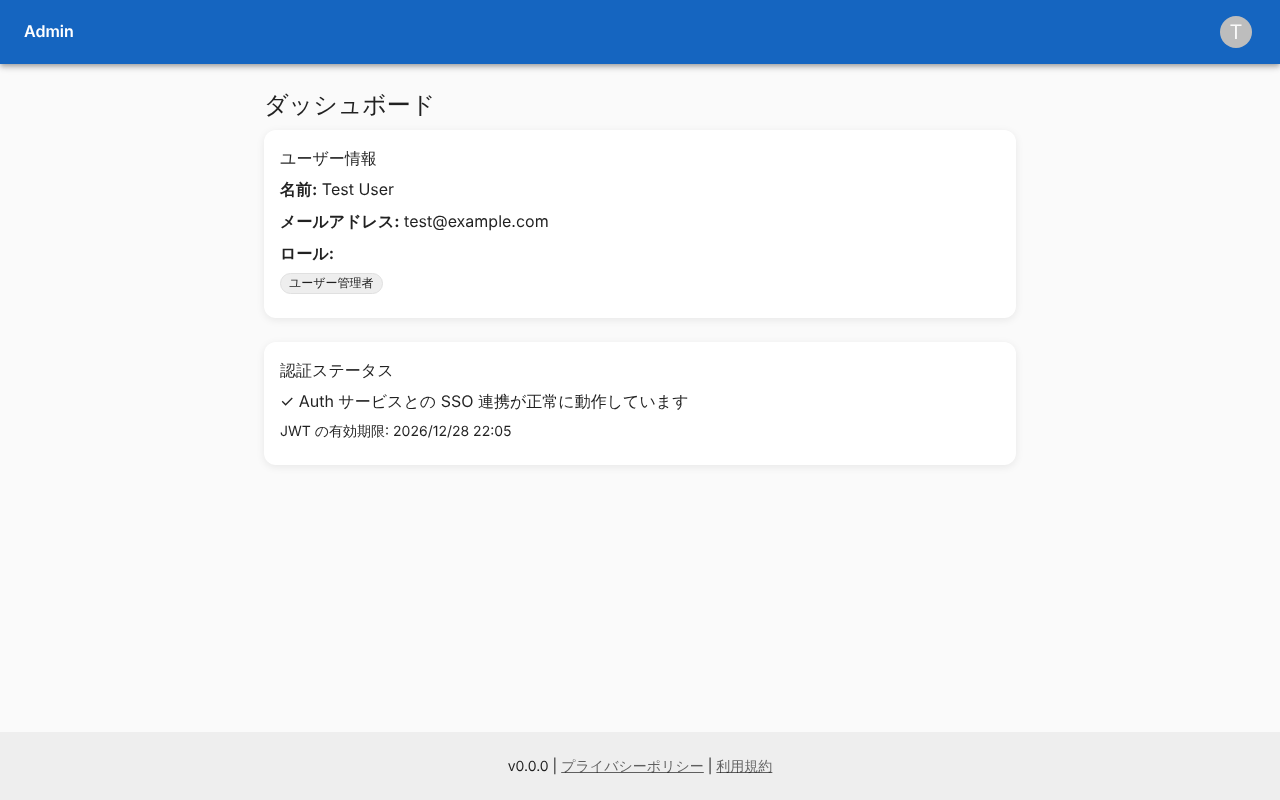 Admin
T
ダッシュボード
ユーザー情報
名前: Test User
メールアドレス: test@example.com
ロール:
ユーザー管理者
認証ステータス
✓ Auth サービスとの SSO 連携が正常に動作しています
JWT の有効期限: 2026/12/28 22:05
v0.0.0 | プライバシーポリシー | 利用規約